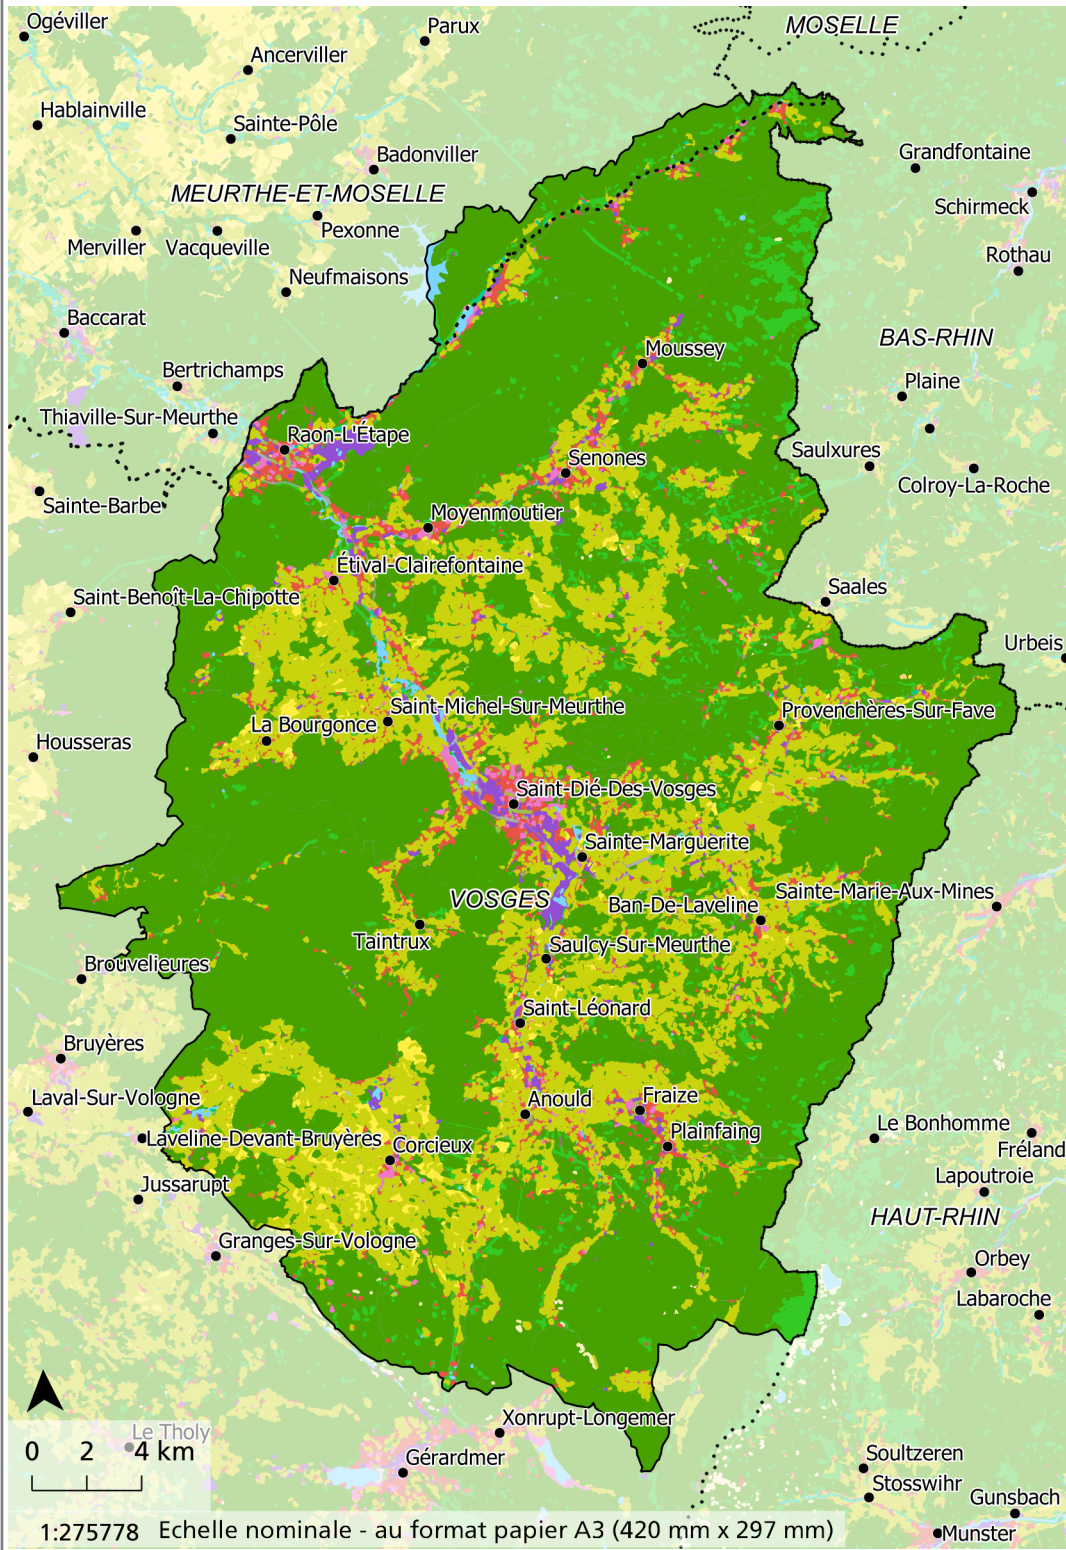 Ogéviller
Parux
MOSELLE
Ancerviller
Hablainville
Sainte-Pôle
Badonviller
Grandfontaine
MEURTHE-ET-MOSELLE
Schirmeck
Pexonne
Merviller
Vacqueville
Rothau
Neufmaisons
Baccarat
BAS-RHIN
Moussey
Bertrichamps
Plaine
Thiaville-Sur-Meurthe
Raon-L'Étape
Saulxures
Senones
Colroy-La-Roche
Sainte-Barbe
Moyenmoutier
Étival-Clairefontaine
Saales
Saint-Benoît-La-Chipotte
Urbeis
Saint-Michel-Sur-Meurthe
Provenchères-Sur-Fave
La Bourgonce
Housseras
Saint-Dié-Des-Vosges
Sainte-Marguerite
Sainte-Marie-Aux-Mines
VOSGES
Ban-De-Laveline
Taintrux
Saulcy-Sur-Meurthe
Brouvelieures
Saint-Léonard
Bruyères
Laval-Sur-Vologne
Anould
Fraize
Le Bonhomme
Laveline-Devant-Bruyères
Corcieux
Plainfaing
Fréland
Lapoutroie
Jussarupt
HAUT-RHIN
Granges-Sur-Vologne
Orbey
Labaroche
Xonrupt-Longemer
Le Tholy
0 2 4 km
Gérardmer
Soultzeren
Stosswihr
Gunsbach
1:275778 Echelle nominale - au format papier A3 (420 mm x 297 mm)
Munster